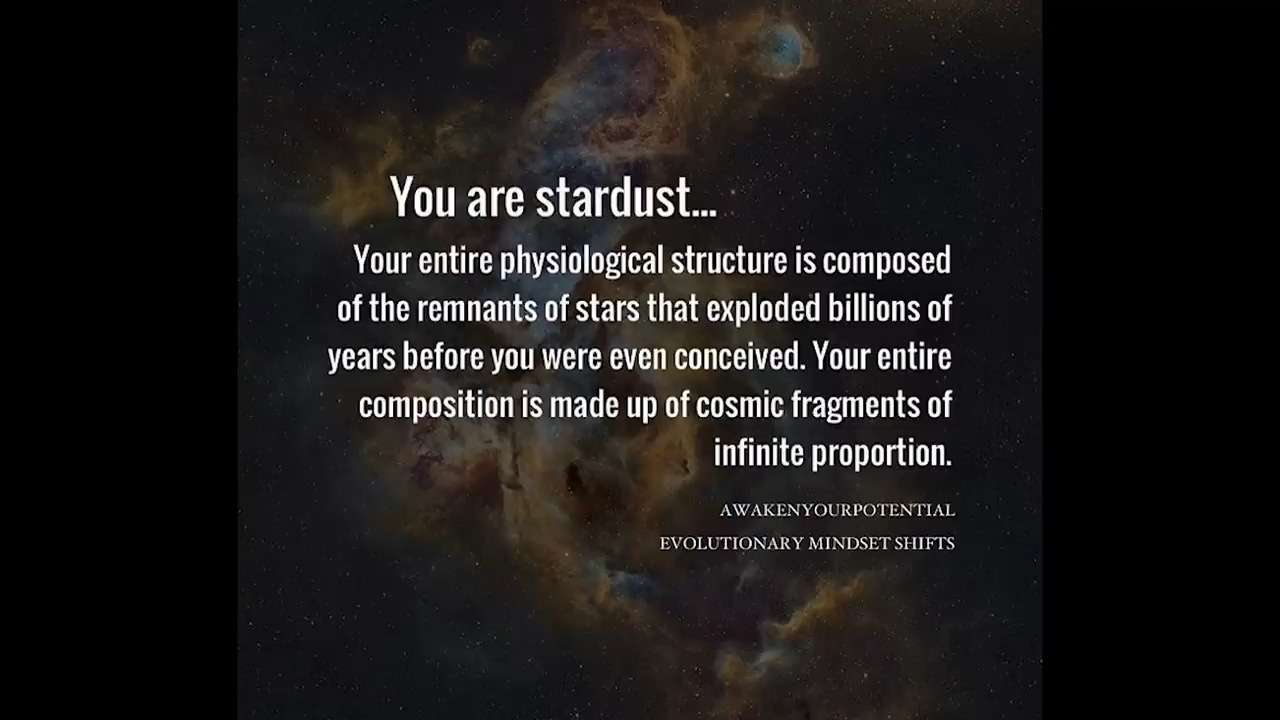 You are stardust...
Your entire physiological structure is composed
of the remnants of stars that exploded billions of
years before you were even conceived. Your entire
composition is made up of cosmic fragments of
infinite proportion.
AWAKENYOURPOTENTIAL
EVOLUTIONARY MINDSET SHIFTS